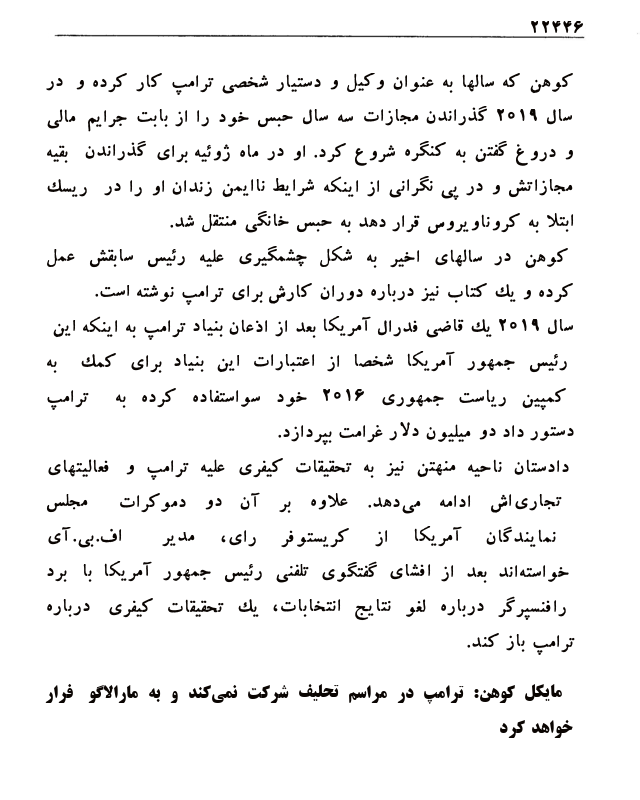 ۲۲۴۴۶
کوهن که سالها به عنوان وکیل و دستیار شخصی ترامپ کار کرده و در
سال ۲۰۱۹ گذراندن مجازات سه سال حبس خود را از بابت جرایم مالی
و دروغ گفتن به کنگره شروع کرد. او در ماه ژوئیه برای گذراندن بقیه
مجازاتش و در پی نگرانی از اینکه شرایط ناایمن زندان او را در ریسک
ابتلا به کروناویروس قرار دهد به حبس خانگی منتقل شد.
کوهن در سالهای اخیر به شکل چشمگیری علیه رئیس سابقش عمل
کرده و یک کتاب نیز درباره دوران کارش برای ترامپ نوشته است.
سال ۲۰۱۹ یک قاضی فدرال آمریکا بعد از اذعان بنیاد ترامپ به اینکه این
رئیس جمهور آمریکا شخصا از اعتبارات این بنیاد برای کمک به
کمپین ریاست جمهوری ۲۰۱۶ خود سواستفاده کرده به ترامپ
دستور داد دو میلیون دلار غرامت بپردازد.
دادستان ناحیه منهتن نیز به تحقیقات کیفری علیه ترامپ و فعالیتهای
تجاری‌اش ادامه می‌دهد. علاوه بر آن دو دموکرات مجلس
نمایندگان آمریکا از کریستوفر رای، مدیر اف.بی.آی
خواسته‌اند بعد از افشای گفتگوی تلفنی رئیس جمهور آمریکا با برد
رافنسپرگر درباره لغو نتایج انتخابات، یک تحقیقات کیفری درباره
ترامپ باز کند.
مایکل کوهن: ترامپ در مراسم تحلیف شرکت نمی‌کند و به مارالاگو فرار
خواهد کرد